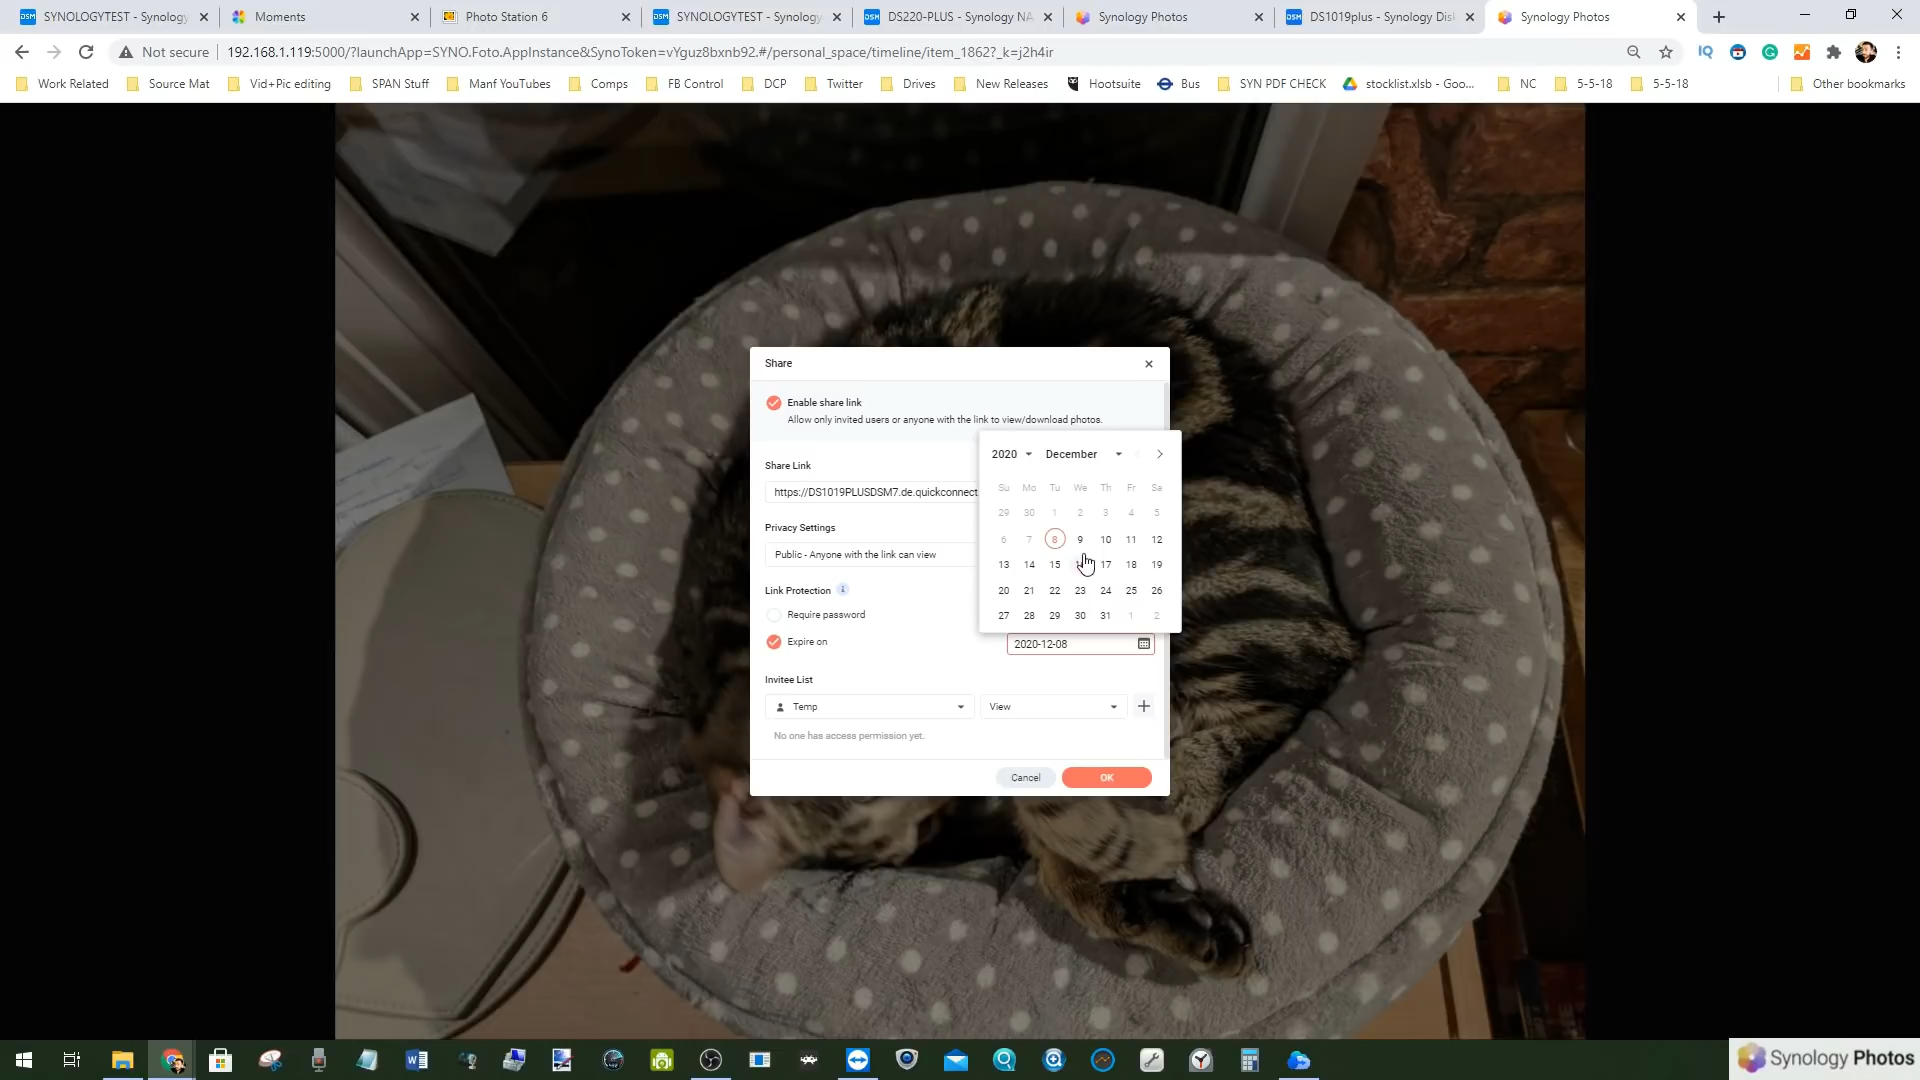 SYNOLOGYTEST - Synology
Moments
Photo Station 6
SYNOLOGYTEST - Synology
DS220-PLUS - Synology NA
Synology Photos
DS1019plus - Synology Dis
Synology Photos
Not secure
192.168.1.119:5000/?launchApp=SYNO.Foto.AppInstance&SynoToken=vYguz8bxnb92.#/personal_space/timeline/item_1862?_k=j2h4ir
Work Related
Source Mat
Vid+Pic editing
SPAN Stuff
Manf YouTubes
Comps
FB Control
DCP
Twitter
Drives
New Releases
Hootsuite
Bus
SYN PDF CHECK
stocklist.xlsb - Goo...
NC
5-5-18
5-5-18
Other bookmarks
Share
Enable share link
Allow only invited users or anyone with the link to view/download photos.
Share Link
https://DS1019PLUSDSM7.de.quickconnect
Privacy Settings
Public - Anyone with the link can view
Link Protection
Require password
Expire on
2020-12-08
2020 December
Su Mo Tu We Th Fr Sa
29 30 1 2 3 4 5
6 7 8 9 10 11 12
13 14 15 17 18 19
20 21 22 23 24 25 26
27 28 29 30 31 1 2
Invitee List
Temp
View
No one has access permission yet.
Cancel
OK
Synology Photos